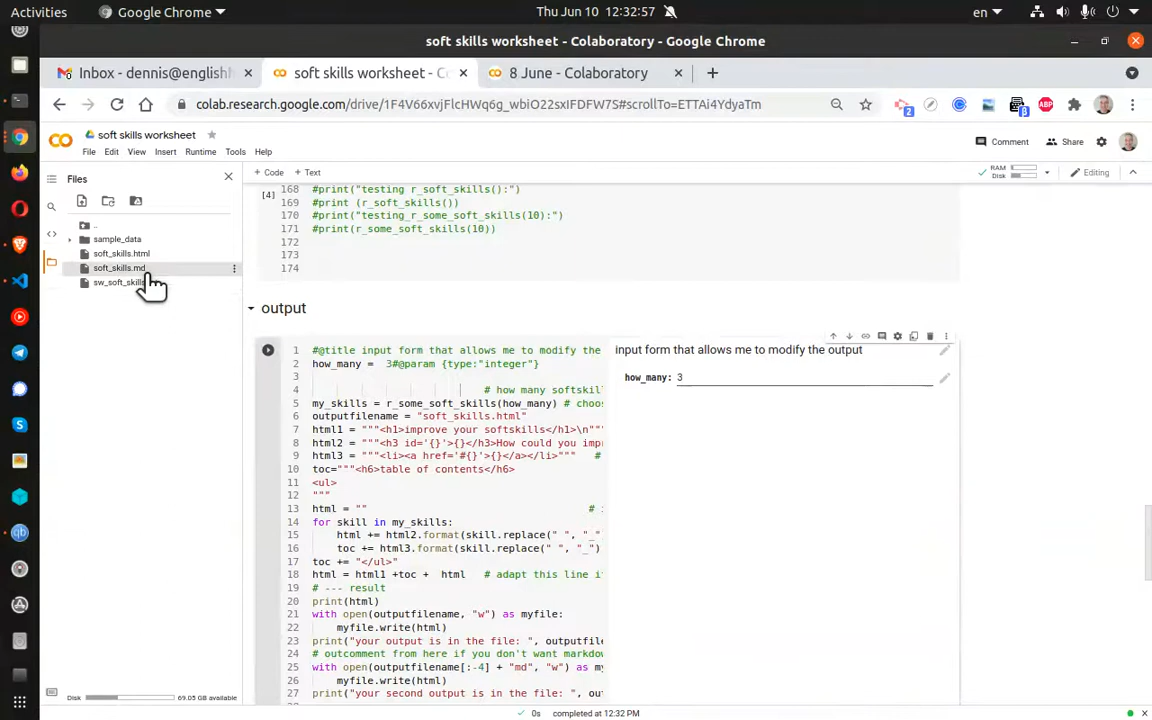 Activities
Google Chrome
Thu Jun 10 12:32:57
en
soft skills worksheet - Colaboratory - Google Chrome
Inbox - dennis@english
soft skills worksheet - C
8 June - Colaboratory
colab.research.google.com/drive/1F4V66xvjFlcHWq6g_wbiO22sxIFDFW7S#scrollTo=ETTAi4YdyaTm
2
β
ABP
soft skills worksheet
File Edit View Insert Runtime Tools Help
Comment
Share
Files
+ Code + Text
RAM
Disk
Editing
..
sample_data
soft_skills.html
soft_skills.md
sw_soft_skills
[4]
168 #print("testing r_soft_skills():")
169 #print (r_soft_skills())
170 #print("testing_r_some_soft_skills(10):")
171 #print(r_some_soft_skills(10))
172
173
174
output
1 #@title input form that allows me to modify the
2 how_many =  3#@param {type:"integer"}
3
4 # how many softskil
5 my_skills = r_some_soft_skills(how_many) # choos
6 outputfilename = "soft_skills.html"
7 html1 = """<h1>improve your softskills</h1>\n"""
8 html2 = """<h3 id='{}'>{}</h3>How could you imp
9 html3 = """<li><a href='#{}'>{}</a></li>"""   #
10 toc="""<h6>table of contents</h6>
11 <ul>
12 """
13 html = "" #
14 for skill in my_skills:
15 html += html2.format(skill.replace(" ", "_"
16 toc += html3.format(skill.replace(" ", "_")
17 toc += "</ul>"
18 html = html1 +toc +  html   # adapt this line i
19 # --- result
20 print(html)
21 with open(outputfilename, "w") as myfile:
22 myfile.write(html)
23 print("your output is in the file: ", outputfile
24 # outcomment from here if you don't want markdow
25 with open(outputfilename[:-4] + "md", "w") as my
26 myfile.write(html)
27 print("your second output is in the file: ", ou
input form that allows me to modify the output
how_many: 3
Disk
69.05 GB available
0s completed at 12:32 PM